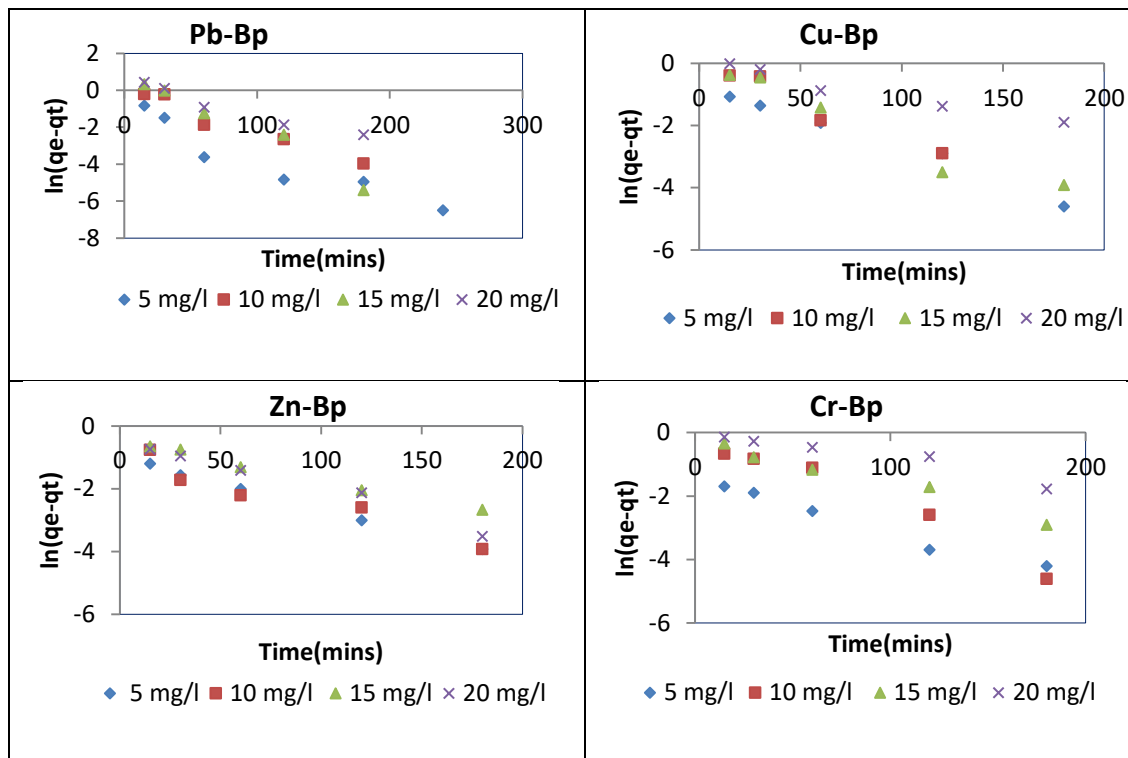 Pb-Bp
2
0
-2
-4
-6
-8
0 100 200 300
ln(qe-qt)
Time(mins)
5 mg/l 10 mg/l 15 mg/l 20 mg/l
Cu-Bp
0
-2
-4
-6
0 50 100 150 200
ln(qe-qt)
Time(mins)
5 mg/l 10 mg/l 15 mg/l 20 mg/l
Zn-Bp
0
-2
-4
-6
0 50 100 150 200
ln(qe-qt)
Time(mins)
5 mg/l 10 mg/l 15 mg/l 20 mg/l
Cr-Bp
0
-2
-4
-6
0 100 200
ln(qe-qt)
Time(mins)
5 mg/l 10 mg/l 15 mg/l 20 mg/l